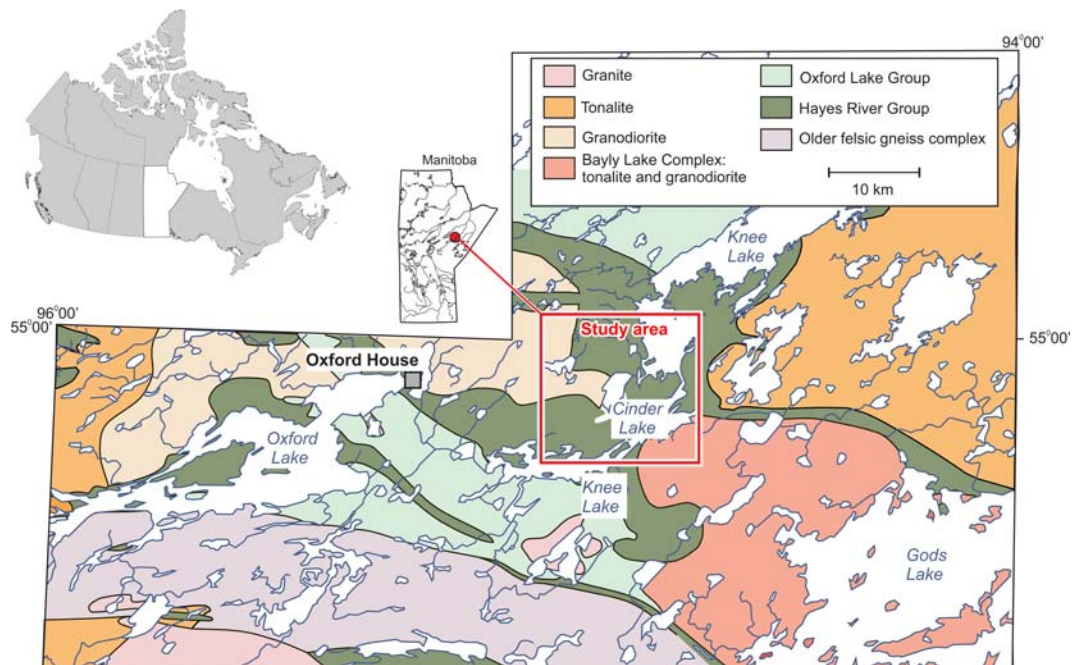 Manitoba
94°00'
Granite
Tonalite
Granodiorite
Bayly Lake Complex:
tonalite and granodiorite
Oxford Lake Group
Hayes River Group
Older felsic gneiss complex
10 km
Knee
Lake
96°00'
55°00'
Study area
55°00'
Oxford House
Cinder
Lake
Oxford
Lake
Knee
Lake
Gods
Lake